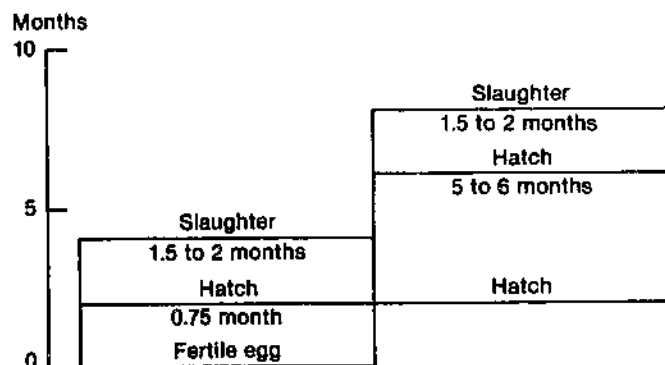 Months
10
Slaughter
1.5 to 2 months
Hatch
5 to 6 months
5
Slaughter
1.5 to 2 months
Hatch
Hatch
0.75 month
Fertile egg
0